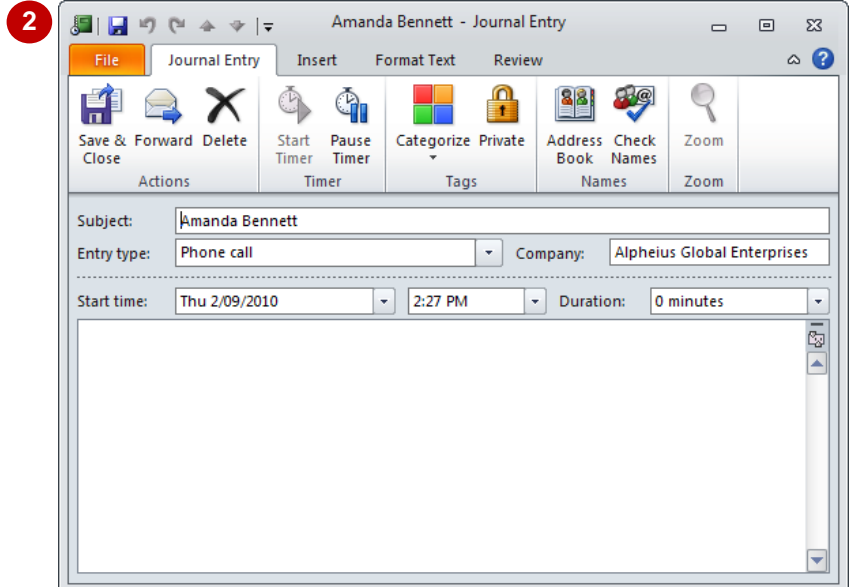 2
Amanda Bennett - Journal Entry
File Journal Entry Insert Format Text Review
Save & Close Forward Delete Start Timer Pause Timer Categorize Private Address Book Check Names Zoom
Actions Timer Tags Names Zoom
Subject: Amanda Bennett
Entry type: Phone call Company: Alpheius Global Enterprises
Start time: Thu 2/09/2010 2:27 PM Duration: 0 minutes